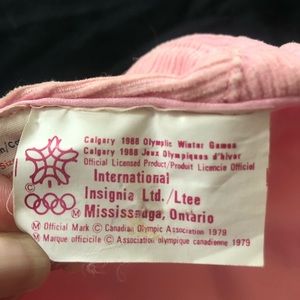 Calgary 1988 Olympic Winter Games
Calgary 1988 Jeux Olympiques d'hiver
Official Licensed Product/Produit Licencie Officiel
International
Insignia Ltd./Ltee
Mississauga, Ontario
Ⓜ Official Mark © Canadian Olympic Association 1979
Ⓜ Marque officielle © Association olympique canadienne 1979